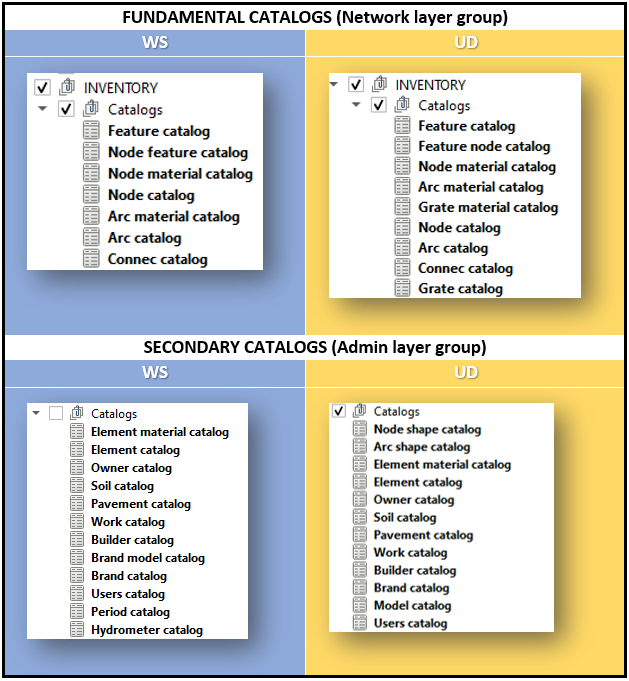 FUNDAMENTAL CATALOGS (Network layer group)
WS
UD
INVENTORY
Catalogs
Feature catalog
Node feature catalog
Node material catalog
Node catalog
Arc material catalog
Arc catalog
Connec catalog
INVENTORY
Catalogs
Feature catalog
Feature node catalog
Node material catalog
Arc material catalog
Grate material catalog
Node catalog
Arc catalog
Connec catalog
Grate catalog
SECONDARY CATALOGS (Admin layer group)
WS
UD
Catalogs
Element material catalog
Element catalog
Owner catalog
Soil catalog
Pavement catalog
Work catalog
Builder catalog
Brand model catalog
Brand catalog
Users catalog
Period catalog
Hydrometer catalog
Catalogs
Node shape catalog
Arc shape catalog
Element material catalog
Element catalog
Owner catalog
Soil catalog
Pavement catalog
Work catalog
Builder catalog
Brand catalog
Model catalog
Users catalog